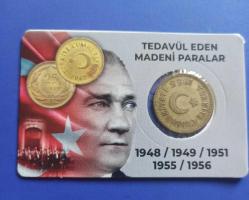 TEDAVÜL EDEN
MADENİ PARALAR
1948 / 1949 / 1951
1955 / 1956